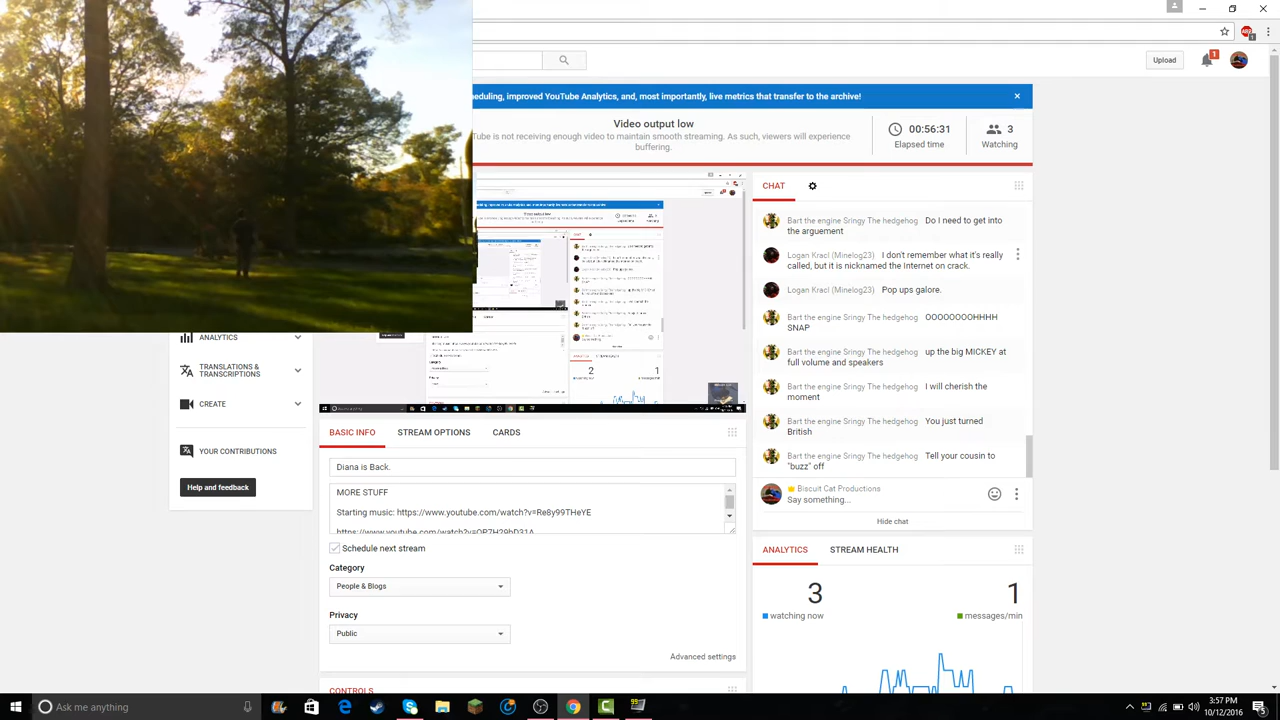 Upload
1
ABP
1
eduling, improved YouTube Analytics, and, most importantly, live metrics that transfer to the archive!
Video output low
Tube is not receiving enough video to maintain smooth streaming. As such, viewers will experience
buffering.
00:56:31
Elapsed time
3
Watching
CHAT
Bart the engine Sringy The hedgehog Do I need to get into
the arguement
Logan Kracl (Minelog23) I don't remember what it's really
called, but it is nicknamed the Internet on crack.
Logan Kracl (Minelog23) Pop ups galore.
Bart the engine Sringy The hedgehog OOOOOOOOHHHH
SNAP
Bart the engine Sringy The hedgehog up the big MICKEY at
full volume and speakers
Bart the engine Sringy The hedgehog I will cherish the
moment
Bart the engine Sringy The hedgehog You just turned
British
Bart the engine Sringy The hedgehog Tell your cousin to
"buzz" off
Biscuit Cat Productions
Say something...
Hide chat
ANALYTICS
TRANSLATIONS &
TRANSCRIPTIONS
CREATE
YOUR CONTRIBUTIONS
Help and feedback
Video output low
2
1
BASIC INFO
STREAM OPTIONS
CARDS
Diana is Back.
MORE STUFF
Starting music: https://www.youtube.com/watch?v=Re8y99THeYE
Schedule next stream
Category
People & Blogs
Privacy
Public
Advanced settings
CONTROLS
ANALYTICS
STREAM HEALTH
3
watching now
1
messages/min
Ask me anything
3:57 PM
10/12/2016